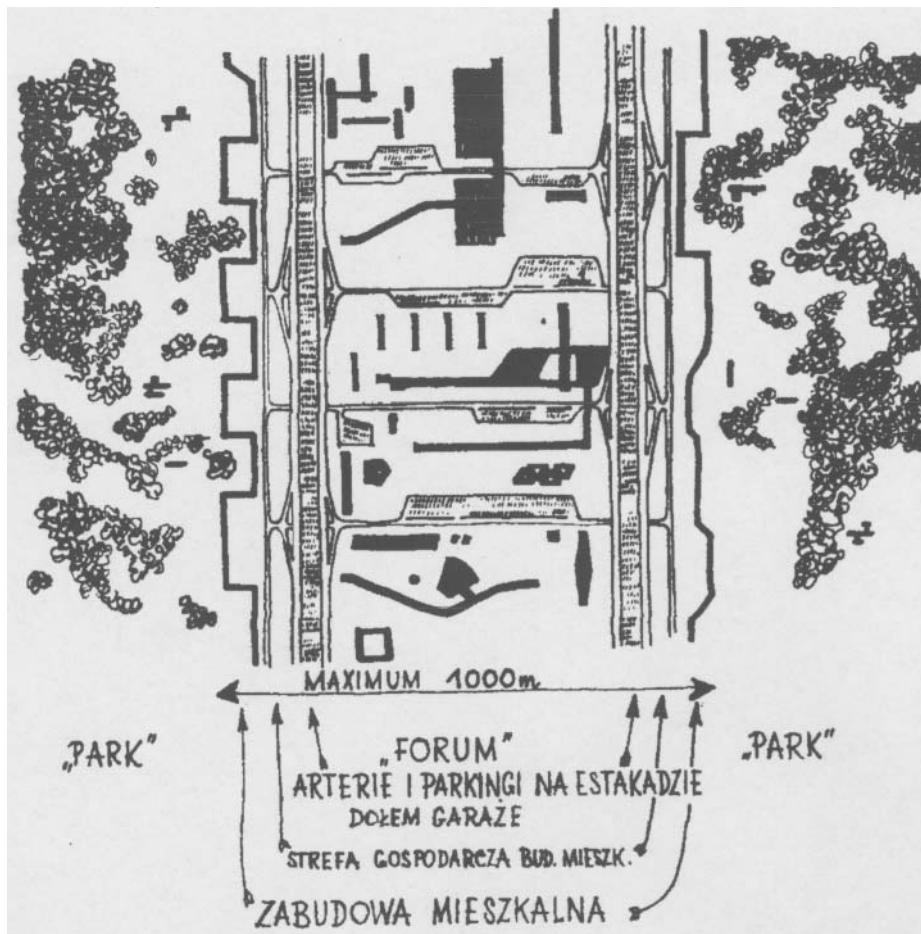 MAXIMUM 1000m
„PARK” „FORUM” „PARK”
ARTERIE I PARKINGI NA ESTAKADZIE
DOŁEM GARAŻE
STREFA GOSPODARCZA BUD. MIESZK.
ZABUDOWA MIESZKALNA